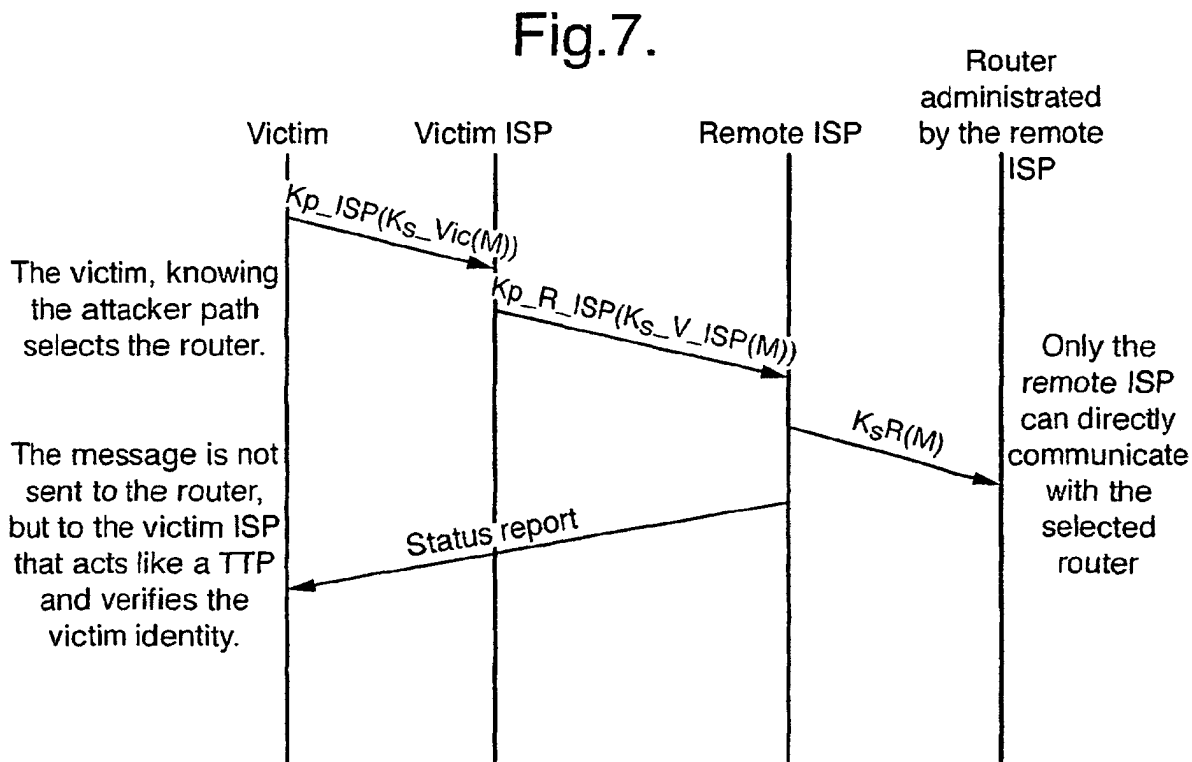 Fig.7.
Victim
Victim ISP
Remote ISP
Router
administrated
by the remote
ISP
Kp_ISP(Ks_Vic(M))
The victim, knowing
the attacker path
selects the router.
Kp_R_ISP(Ks_V_ISP(M))
KsR(M)
Only the
remote ISP
can directly
communicate
with the
selected
router
The message is not
sent to the router,
but to the victim ISP
that acts like a TTP
and verifies the
victim identity.
Status report